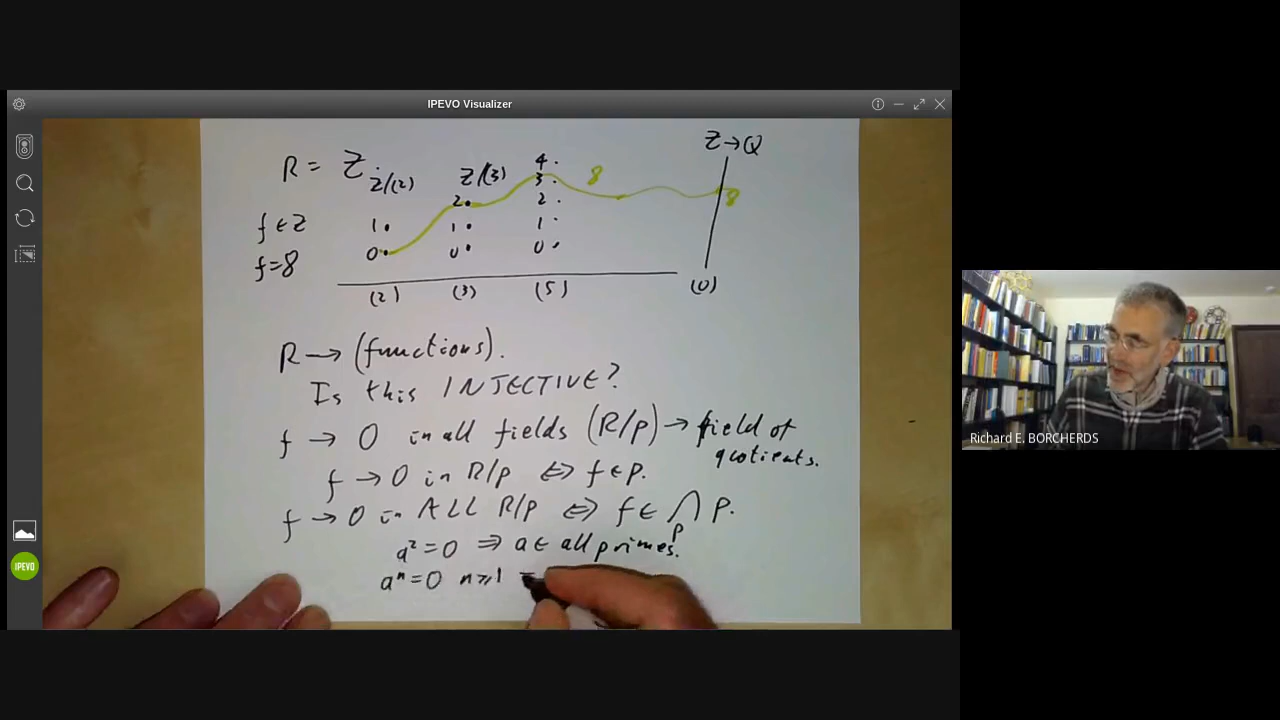 IPEVO Visualizer
R = Z
Z/(2)
Z/(3)
Z→Q
f ∈ Z
f=8
1
0
2
1
0
4
3
2
1
0
8
8
(2) (3) (5) (0)
R → (functions).
Is this INJECTIVE?
f → 0 in all fields (R/p) → field of
quotients.
f → 0 in R/p ⇔ f ∈ p.
f → 0 in ALL R/p ⇔ f ∈ ⋂ p.
p
a² = 0 ⇒ a ∈ all primes.
aⁿ = 0 n ≥ 1
Richard E. BORCHERDS
IPEVO